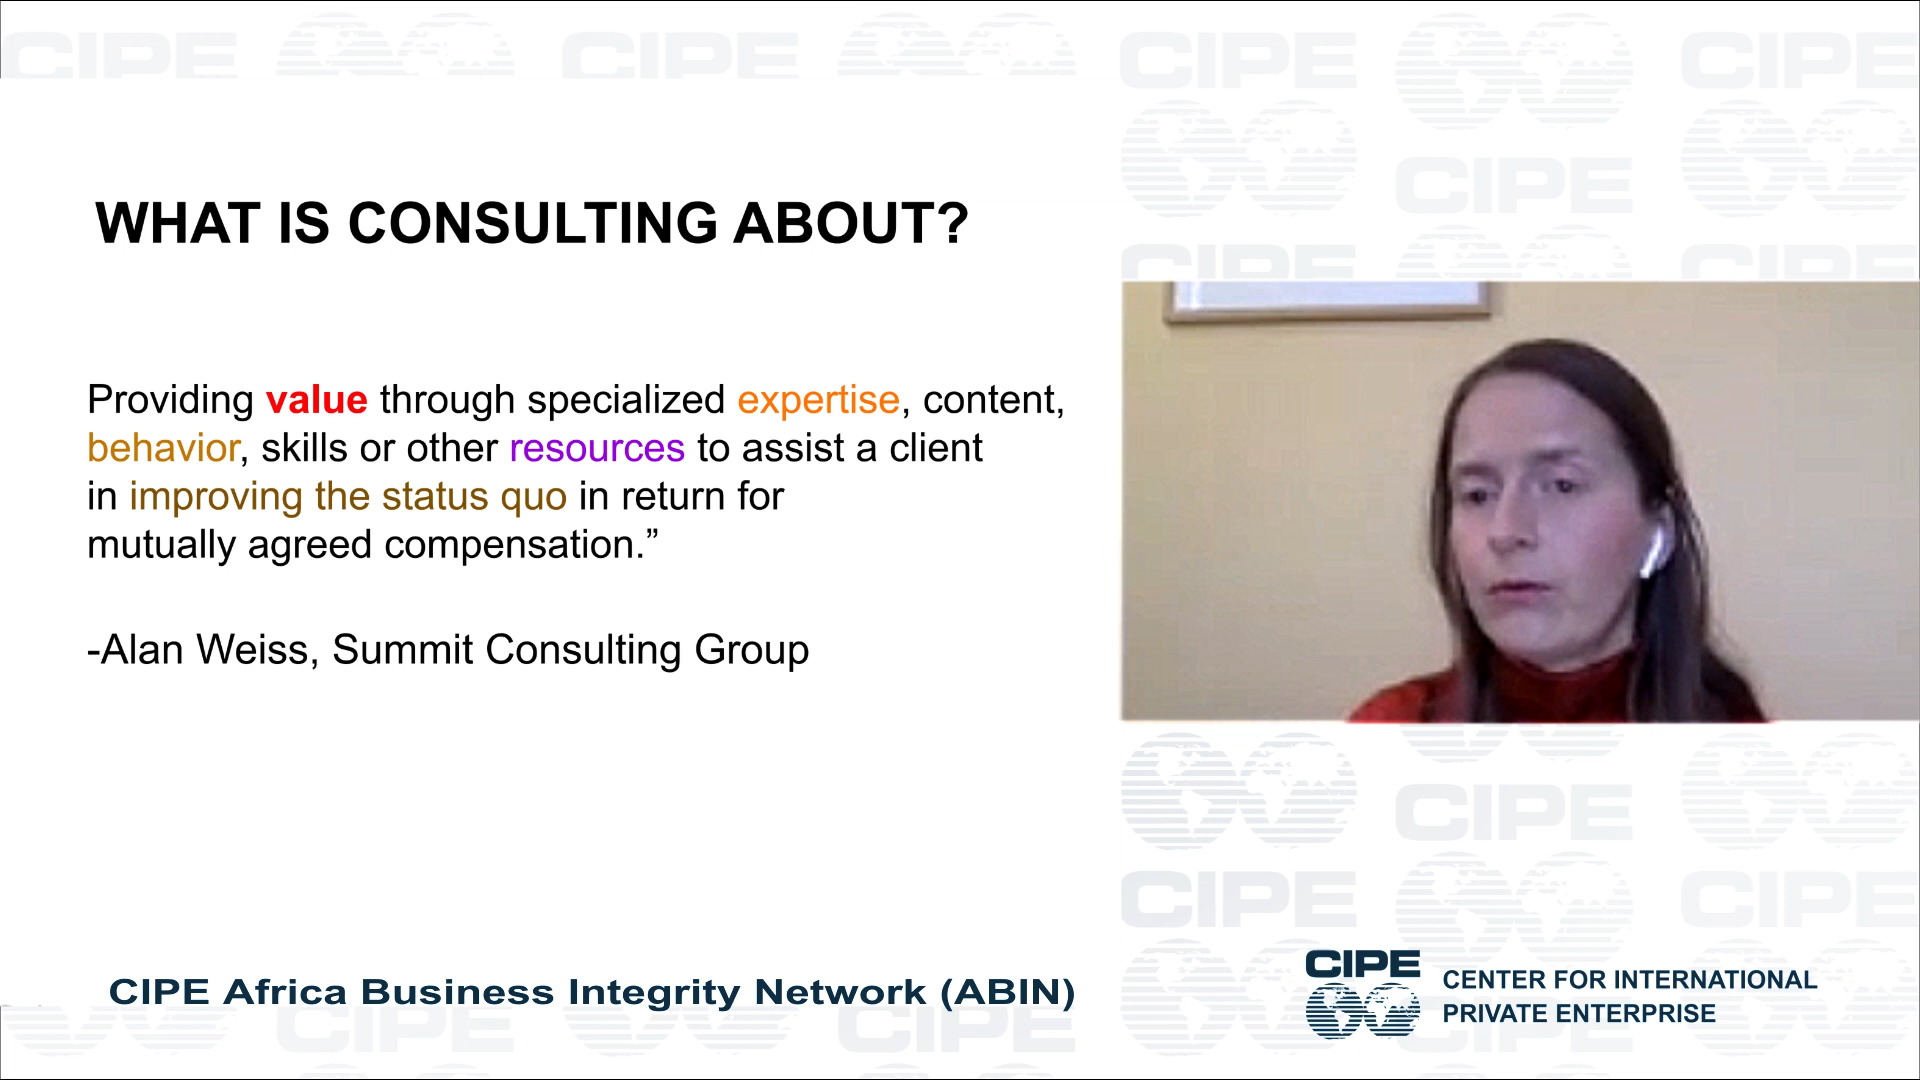 WHAT IS CONSULTING ABOUT?
Providing value through specialized expertise, content,
behavior, skills or other resources to assist a client
in improving the status quo in return for
mutually agreed compensation.”
-Alan Weiss, Summit Consulting Group
CIPE Africa Business Integrity Network (ABIN)
CIPE
CENTER FOR INTERNATIONAL
PRIVATE ENTERPRISE